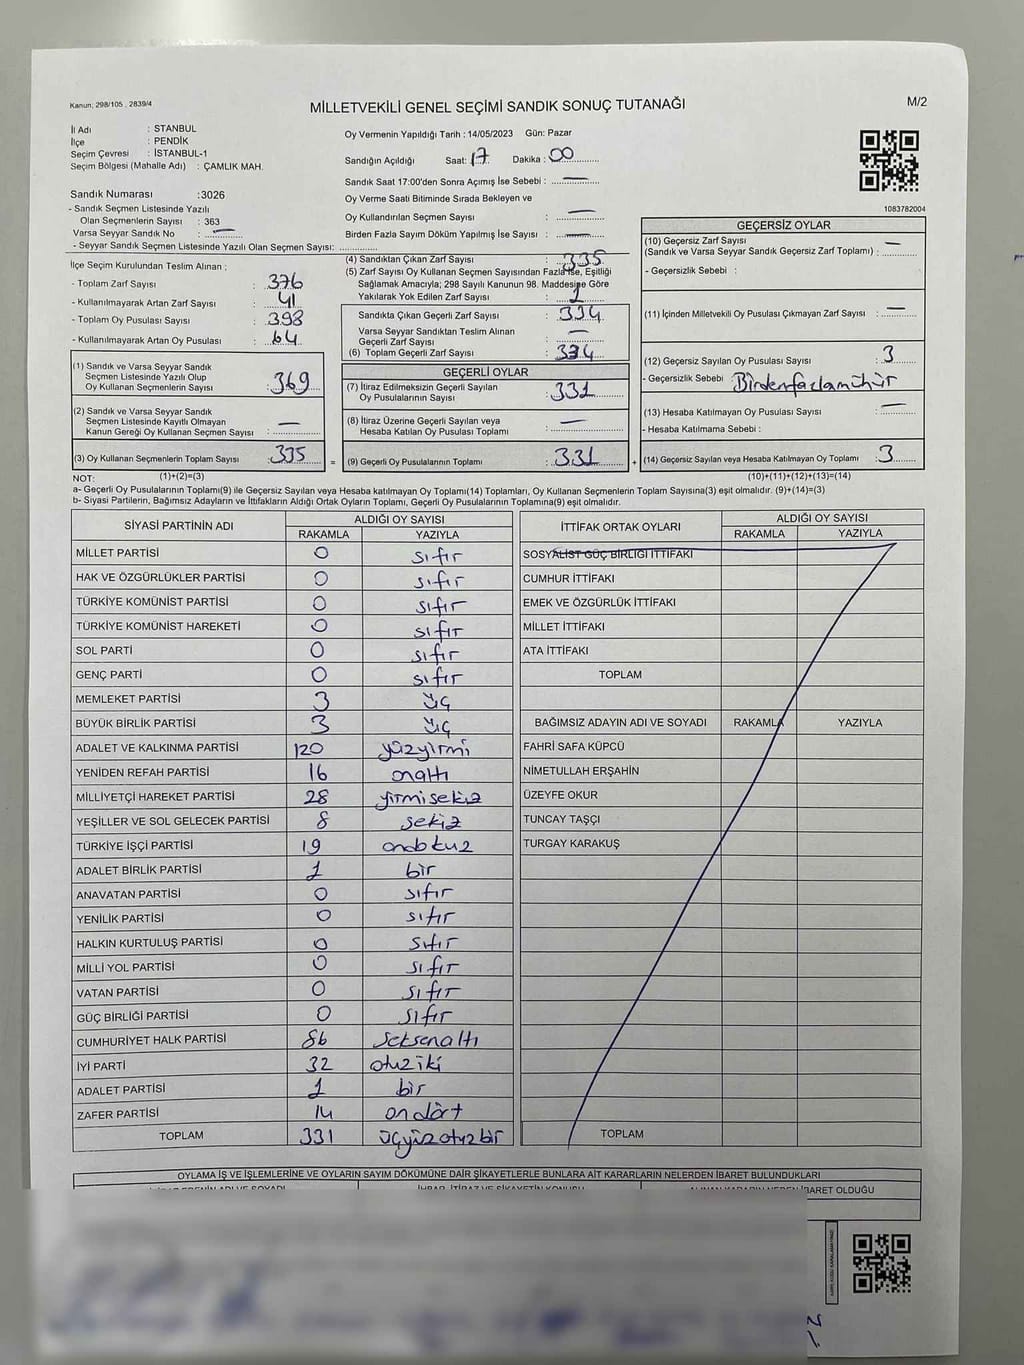 Kanun; 298/105 , 2839/4
MİLLETVEKİLİ GENEL SEÇİMİ SANDIK SONUÇ TUTANAĞI
M/2
İl Adı : STANBUL
İlçe : PENDİK
Seçim Çevresi : İSTANBUL-1
Seçim Bölgesi (Mahalle Adı) : ÇAMLIK MAH.
Oy Vermenin Yapıldığı Tarih : 14/05/2023 Gün: Pazar
Sandığın Açıldığı Saat: 17 Dakika : 00
Sandık Saat 17:00'den Sonra Açımış İse Sebebi : —
Oy Verme Saati Bitiminde Sırada Bekleyen ve
Oy Kullandırılan Seçmen Sayısı : —
Birden Fazla Sayım Döküm Yapılmış İse Sayısı : —
1083782004
Sandık Numarası :3026
- Sandık Seçmen Listesinde Yazılı
Olan Seçmenlerin Sayısı : 363
Varsa Seyyar Sandık No : —
- Seyyar Sandık Seçmen Listesinde Yazılı Olan Seçmen Sayısı:
İlçe Seçim Kurulundan Teslim Alınan ;
- Toplam Zarf Sayısı : 376
- Kullanılmayarak Artan Zarf Sayısı : 41
- Toplam Oy Pusulası Sayısı : 398
- Kullanılmayarak Artan Oy Pusulası : 64
(1) Sandık ve Varsa Seyyar Sandık
Seçmen Listesinde Yazılı Olup
Oy Kullanan Seçmenlerin Sayısı : 369
(2) Sandık ve Varsa Seyyar Sandık
Seçmen Listesinde Kayıtlı Olmayan
Kanun Gereği Oy Kullanan Seçmen Sayısı : —
(3) Oy Kullanan Seçmenlerin Toplam Sayısı : 335
(4) Sandıktan Çıkan Zarf Sayısı : 335
(5) Zarf Sayısı Oy Kullanan Seçmen Sayısından Fazla ise, Eşitliği
Sağlamak Amacıyla; 298 Sayılı Kanunun 98. Maddesine Göre
Yakılarak Yok Edilen Zarf Sayısı : 1
Sandıkta Çıkan Geçerli Zarf Sayısı : 334
Varsa Seyyar Sandıktan Teslim Alınan
Geçerli Zarf Sayısı : —
(6) Toplam Geçerli Zarf Sayısı : 334
GEÇERLİ OYLAR
(7) İtiraz Edilmeksizin Geçerli Sayılan
Oy Pusulalarının Sayısı : 331
(8) İtiraz Üzerine Geçerli Sayılan veya
Hesaba Katılan Oy Pusulası Toplamı : —
= (9) Geçerli Oy Pusulalarının Toplamı : 331 +
GEÇERSİZ OYLAR
(10) Geçersiz Zarf Sayısı —
(Sandık ve Varsa Seyyar Sandık Geçersiz Zarf Toplamı) :
- Geçersizlik Sebebi :
(11) İçinden Milletvekili Oy Pusulası Çıkmayan Zarf Sayısı : —
(12) Geçersiz Sayılan Oy Pusulası Sayısı : 3
- Geçersizlik Sebebi : Birdenfazlamühür
(13) Hesaba Katılmayan Oy Pusulası Sayısı : —
- Hesaba Katılmama Sebebi :
(14) Geçersiz Sayılan veya Hesaba Katılmayan Oy Toplamı : 3
NOT: (1)+(2)=(3) (10)+(11)+(12)+(13)=(14)
a- Geçerli Oy Pusulalarının Toplamı(9) ile Geçersiz Sayılan veya Hesaba katılmayan Oy Toplamı(14) Toplamları, Oy Kullanan Seçmenlerin Toplam Sayısına(3) eşit olmalıdır. (9)+(14)=(3)
b- Siyasi Partilerin, Bağımsız Adayların ve İttifakların Aldığı Ortak Oyların Toplamı, Geçerli Oy Pusulalarının Toplamına(9) eşit olmalıdır.
SİYASİ PARTİNİN ADI ALDIĞI OY SAYISI
RAKAMLA YAZIYLA
MİLLET PARTİSİ 0 sıfır
HAK VE ÖZGÜRLÜKLER PARTİSİ 0 sıfır
TÜRKİYE KOMÜNİST PARTİSİ 0 sıfır
TÜRKİYE KOMÜNİST HAREKETİ 0 sıfır
SOL PARTİ 0 sıfır
GENÇ PARTİ 0 sıfır
MEMLEKET PARTİSİ 3 üç
BÜYÜK BİRLİK PARTİSİ 3 üç
ADALET VE KALKINMA PARTİSİ 120 yüzyirmi
YENİDEN REFAH PARTİSİ 16 onaltı
MİLLİYETÇİ HAREKET PARTİSİ 28 yirmisekiz
YEŞİLLER VE SOL GELECEK PARTİSİ 8 sekiz
TÜRKİYE İŞÇİ PARTİSİ 19 ondokuz
ADALET BİRLİK PARTİSİ 1 bir
ANAVATAN PARTİSİ 0 sıfır
YENİLİK PARTİSİ 0 sıfır
HALKIN KURTULUŞ PARTİSİ 0 sıfır
MİLLİ YOL PARTİSİ 0 sıfır
VATAN PARTİSİ 0 sıfır
GÜÇ BİRLİĞİ PARTİSİ 0 sıfır
CUMHURİYET HALK PARTİSİ 86 seksenaltı
İYİ PARTİ 32 otuziki
ADALET PARTİSİ 1 bir
ZAFER PARTİSİ 14 ondört
TOPLAM 331 üçyüzotuzbir
İTTİFAK ORTAK OYLARI ALDIĞI OY SAYISI
RAKAMLA YAZIYLA
SOSYALİST GÜÇ BİRLİĞİ İTTİFAKI
CUMHUR İTTİFAKI
EMEK VE ÖZGÜRLÜK İTTİFAKI
MİLLET İTTİFAKI
ATA İTTİFAKI
TOPLAM
BAĞIMSIZ ADAYIN ADI VE SOYADI RAKAMLA YAZIYLA
FAHRİ SAFA KÜPCÜ
NİMETULLAH ERŞAHİN
ÜZEYFE OKUR
TUNCAY TAŞÇI
TURGAY KARAKUŞ
TOPLAM
OYLAMA İŞ VE İŞLEMLERİNE VE OYLARIN SAYIM DÖKÜMÜNE DAİR ŞİKAYETLERLE BUNLARA AİT KARARLARIN NELERDEN İBARET BULUNDUKLARI
İBARET OLDUĞU